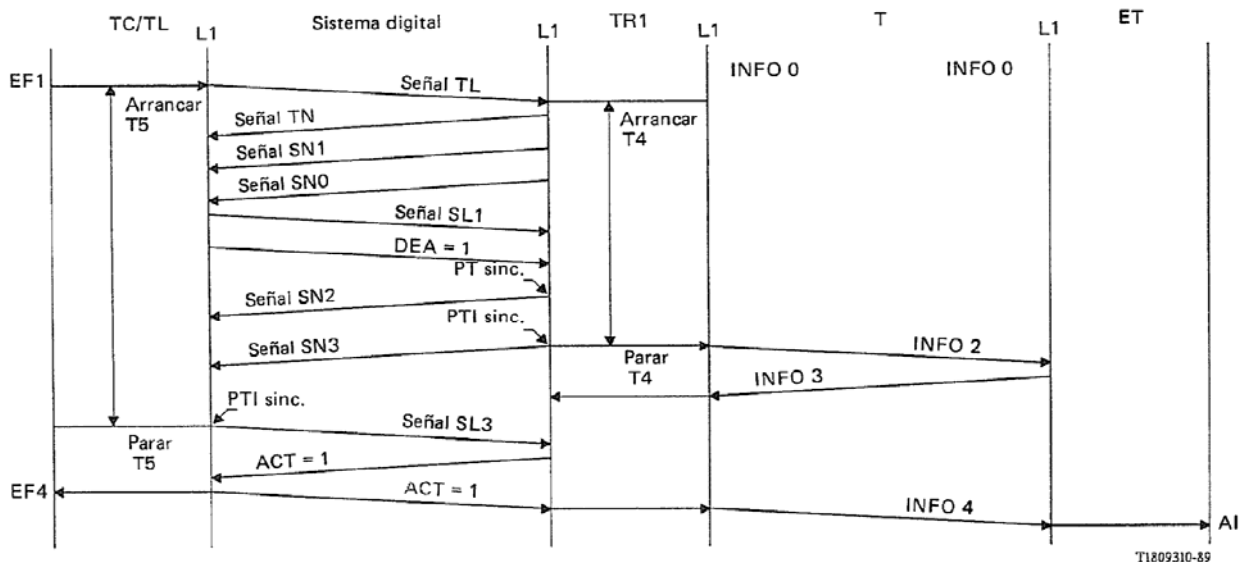 TC/TL
L1
Sistema digital
L1
TR1
L1
T
L1
ET
INFO 0
INFO 0
EF1
Señal TL
Arrancar
T5
Señal TN
Arrancar
T4
Señal SN1
Señal SN0
Señal SL1
DEA = 1
PT sinc.
Señal SN2
PTI sinc.
Señal SN3
Parar
T4
INFO 2
INFO 3
PTI sinc.
Señal SL3
Parar
T5
ACT = 1
EF4
ACT = 1
INFO 4
AI
T1809310-89